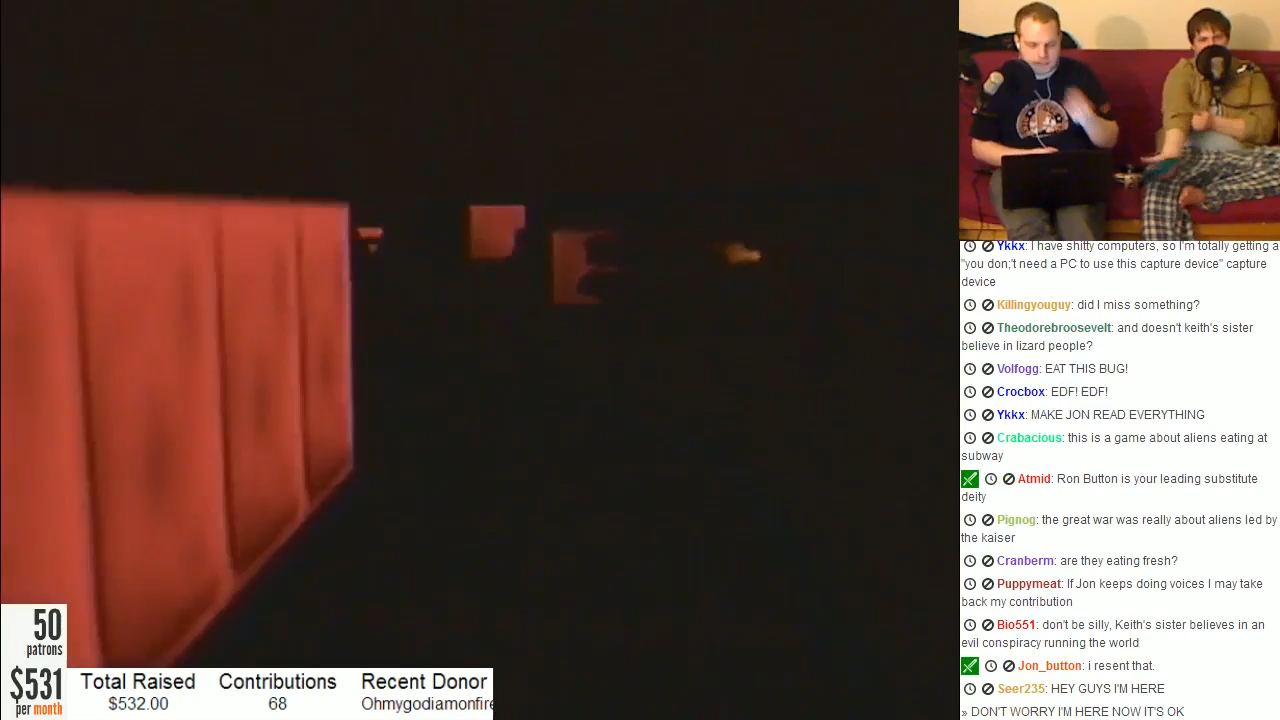 Ykkx: I have shitty computers, so I'm totally getting a
"you don;'t need a PC to use this capture device" capture
device
Killingyouguy: did I miss something?
Theodorebroosevelt: and doesn't keith's sister
believe in lizard people?
Volfogg: EAT THIS BUG!
Crocbox: EDF! EDF!
Ykkx: MAKE JON READ EVERYTHING
Crabacious: this is a game about aliens eating at
subway
Atmid: Ron Button is your leading substitute
deity
Pignog: the great war was really about aliens led by
the kaiser
Cranberm: are they eating fresh?
Puppymeat: If Jon keeps doing voices I may take
back my contribution
Bio551: don't be silly, Keith's sister believes in an
evil conspiracy running the world
Jon_button: i resent that.
Seer235: HEY GUYS I'M HERE
» DON'T WORRY I'M HERE NOW IT'S OK
50
patrons
$531
per month
Total Raised
$532.00
Contributions
68
Recent Donor
Ohmygodiamonfire